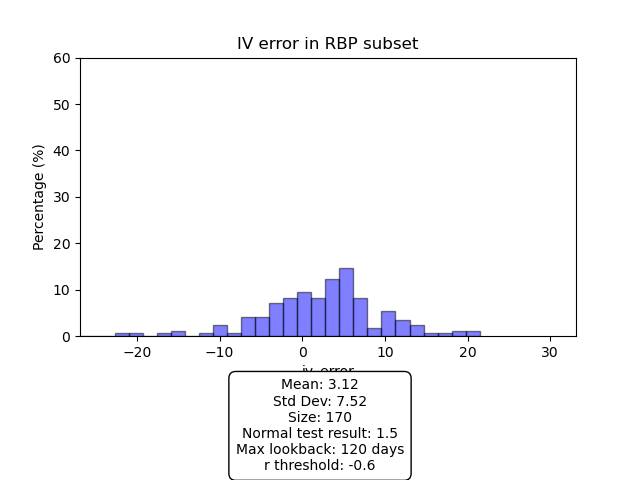 IV error in RBP subset
Percentage (%)
60
50
40
30
20
10
0
−20
−10
0
10
20
30
iv_error
Mean: 3.12
Std Dev: 7.52
Size: 170
Normal test result: 1.5
Max lookback: 120 days
r threshold: -0.6